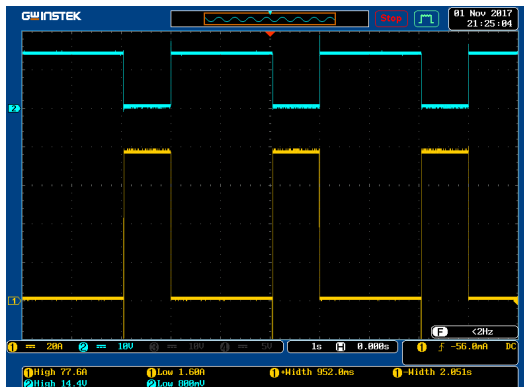 GWINSTEK
Stop
01 Nov 2017
21:25:04
2
1
F <2Hz
1 == 20A 2 == 10V 3 == 10V 4 == 5V
1s H 0.000s
1 -56.0mA DC
1 High 77.6A 1 Low 1.60A 1 +Width 952.0ms 1 -Width 2.051s
2 High 14.4V 2 Low 800mV